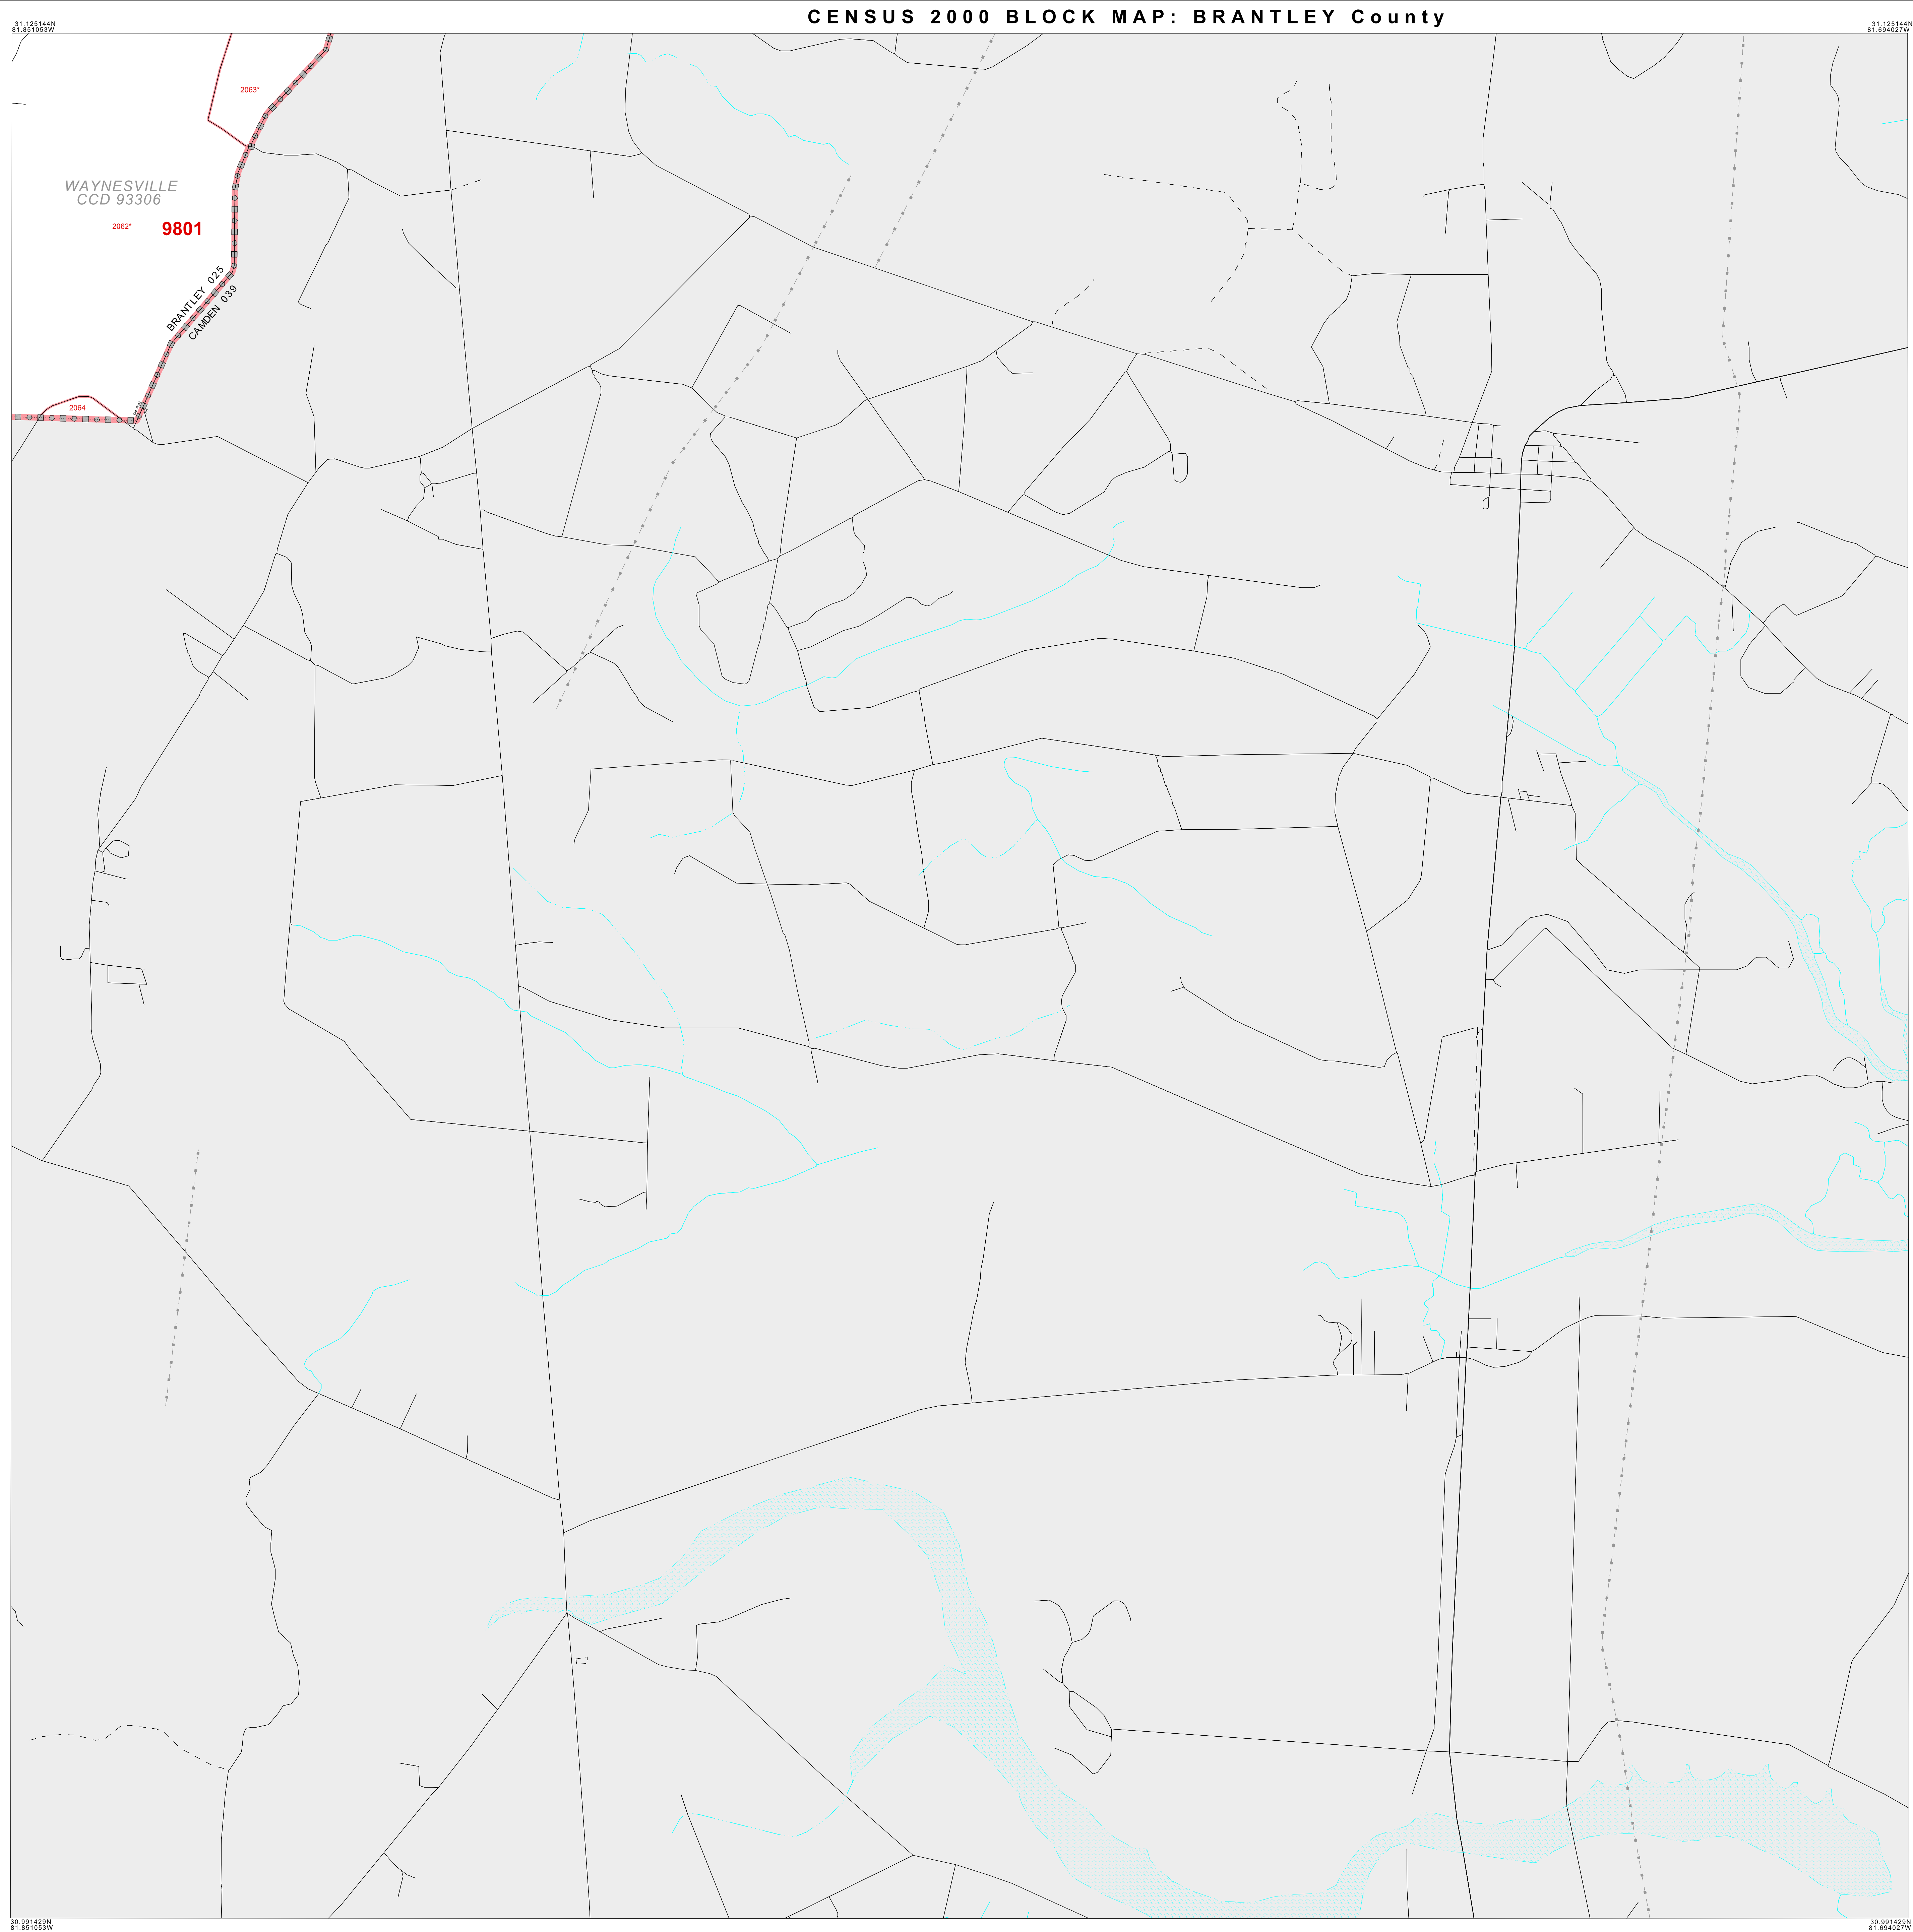 CENSUS 2000 BLOCK MAP: BRANTLEY County
31.125144N
81.851053W
31.125144N
81.694027W
2063*
WAYNESVILLE
CCD 93306
2062*
9801
BRANTLEY 025
CAMDEN 039
2064
30.991429N
81.851053W
30.991429N
81.694027W